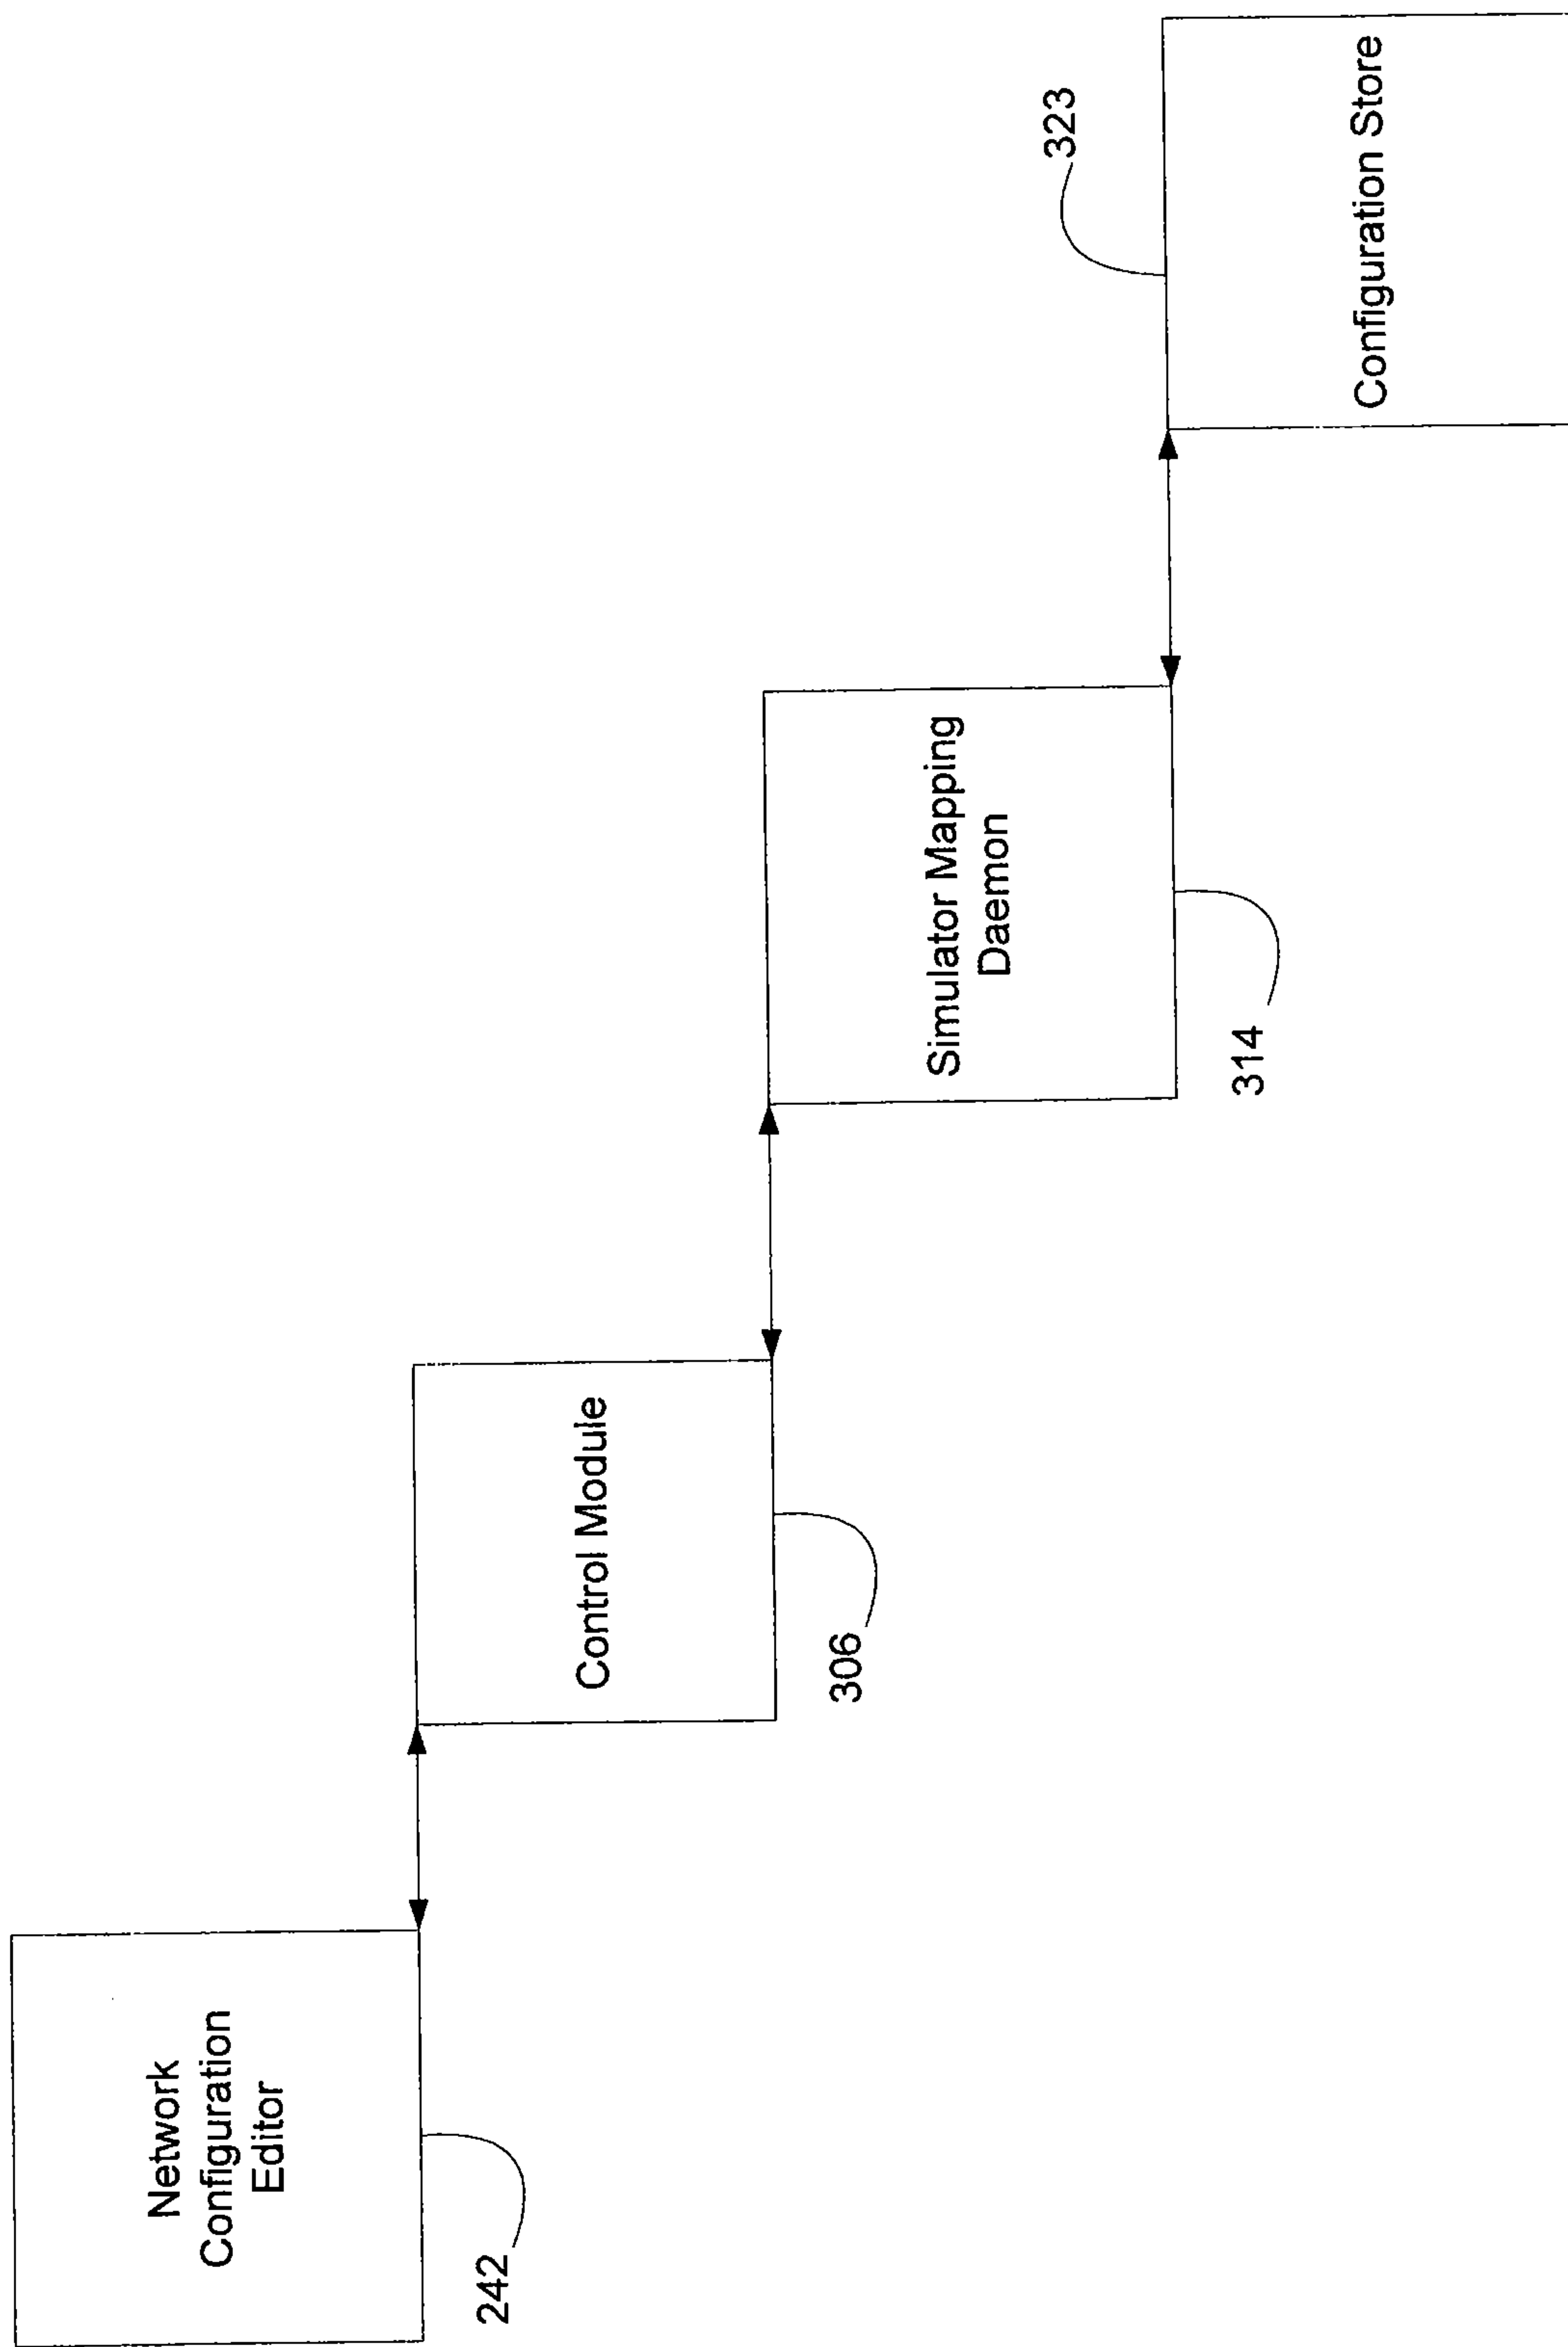 Network
Configuration
Editor
242
Control Module
306
Simulator Mapping
Daemon
314
Configuration Store
323